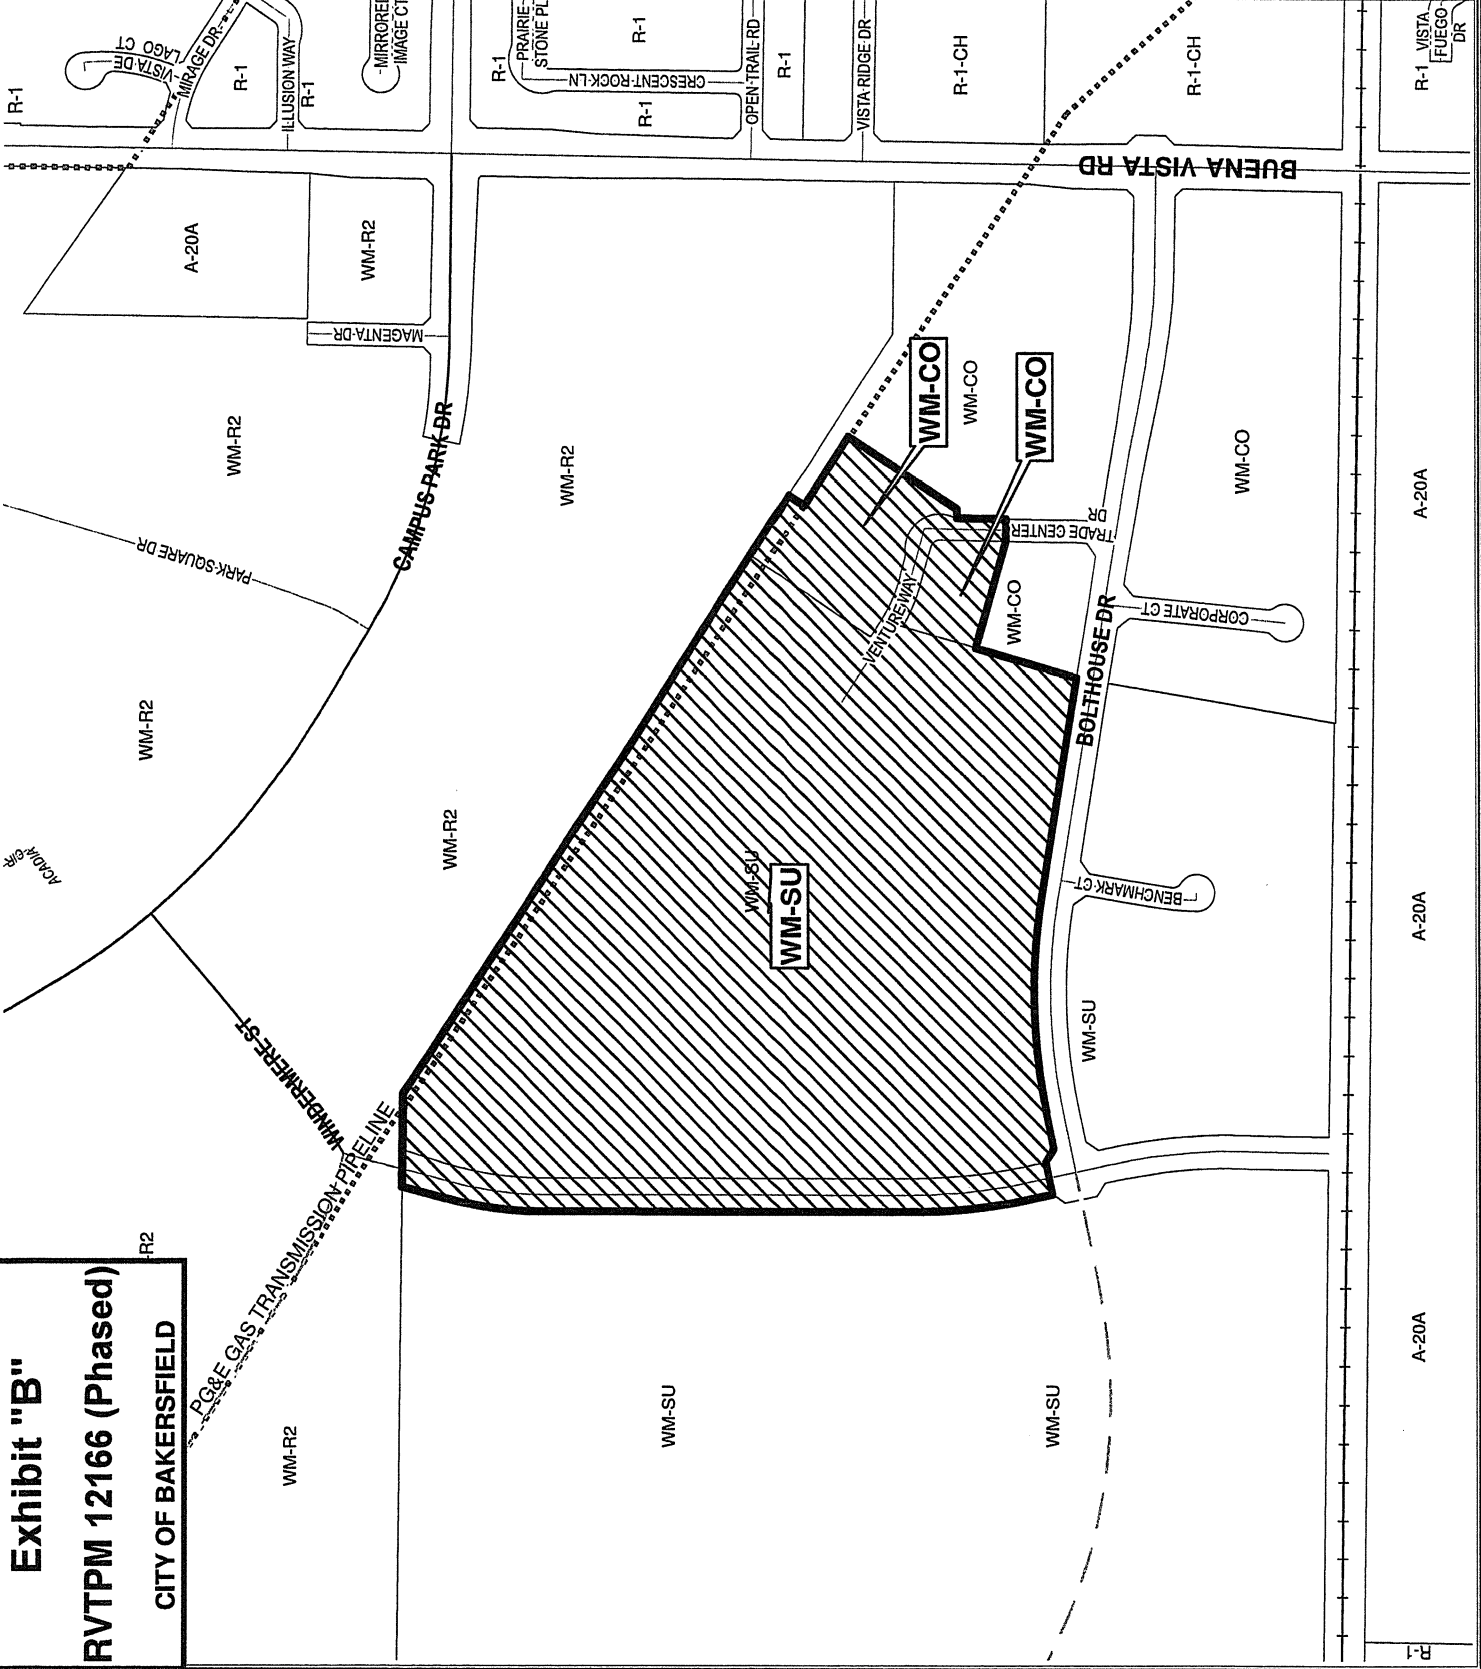 Exhibit "B"
RVTPM 12166 (Phased)
CITY OF BAKERSFIELD
R-1
VISTA DE
LAGO CT
MIRAGE DR
R-1
ILLUSION WAY
R-1
MIRRORED
IMAGE CT
R-1
PRAIRIE
STONE PL
R-1
CRESCENT ROCK LN
R-1
OPEN TRAIL RD
R-1
VISTA RIDGE DR
R-1-CH
R-1-CH
R-1
VISTA
FUEGO
DR
BUENA VISTA RD
A-20A
WM-R2
MAGENTA DR
WM-R2
CAMPUS PARK DR
WM-R2
PARK SQUARE DR
WM-R2
WM-R2
ACADIA CIR
WINDERMERE ST
PG&E GAS TRANSMISSION PIPELINE
-R2
WM-R2
WM-CO
WM-CO
WM-CO
WM-CO
TRADE CENTER
DR
VENTURE WAY
WM-CO
CORPORATE CT
BOLTHOUSE DR
WM-SU
WM-SU
BENCHMARK CT
WM-SU
WM-SU
WM-SU
A-20A
A-20A
A-20A
R-1